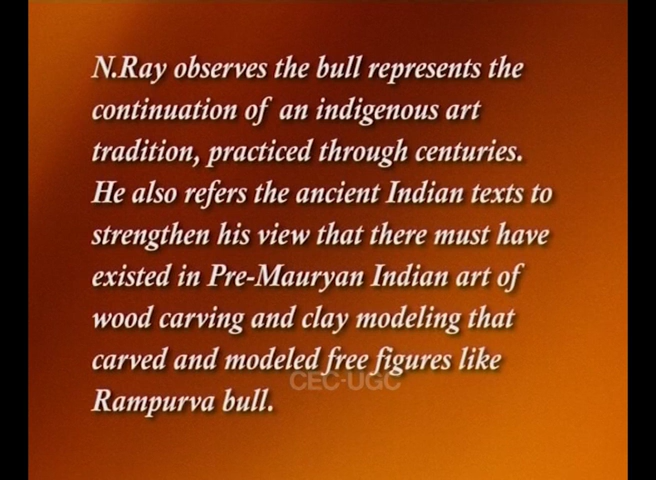 N.Ray observes the bull represents the
continuation of an indigenous art
tradition, practiced through centuries.
He also refers the ancient Indian texts to
strengthen his view that there must have
existed in Pre-Mauryan Indian art of
wood carving and clay modeling that
carved and modeled free figures like
CEC-UGC
Rampurva bull.